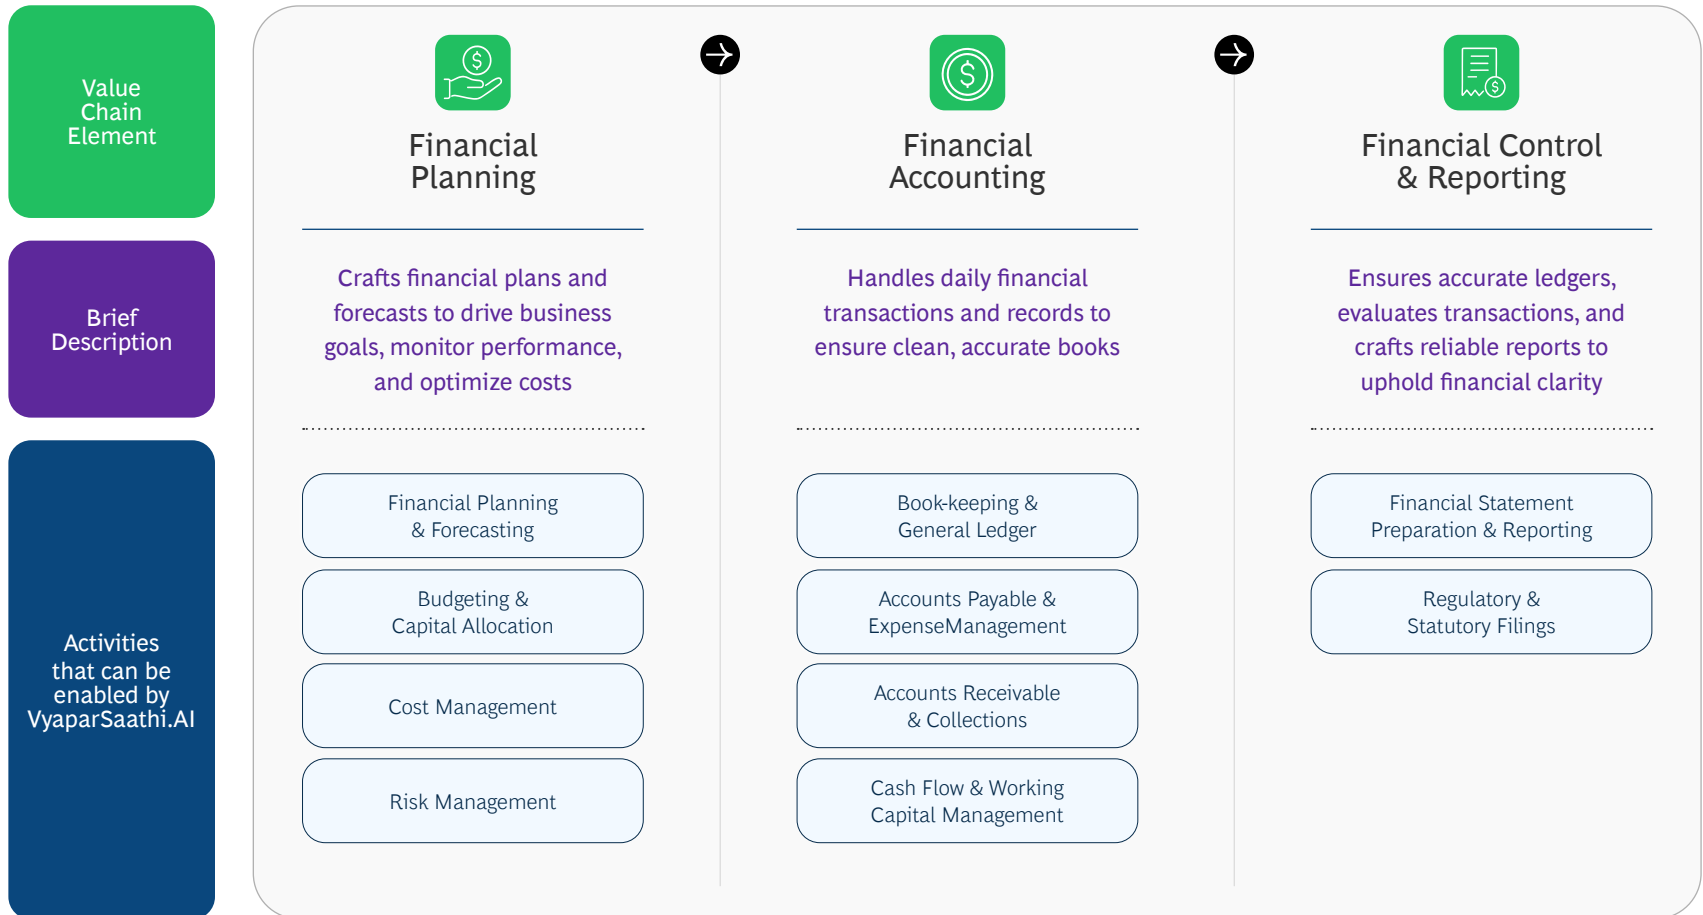 Value
Chain
Element
Financial
Planning
Financial
Accounting
Financial Control
& Reporting
Brief
Description
Crafts financial plans and
forecasts to drive business
goals, monitor performance,
and optimize costs
Handles daily financial
transactions and records to
ensure clean, accurate books
Ensures accurate ledgers,
evaluates transactions, and
crafts reliable reports to
uphold financial clarity
Activities
that can be
enabled by
VyaparSaathi.AI
Financial Planning
& Forecasting
Budgeting &
Capital Allocation
Cost Management
Risk Management
Book-keeping &
General Ledger
Accounts Payable &
ExpenseManagement
Accounts Receivable
& Collections
Cash Flow & Working
Capital Management
Financial Statement
Preparation & Reporting
Regulatory &
Statutory Filings